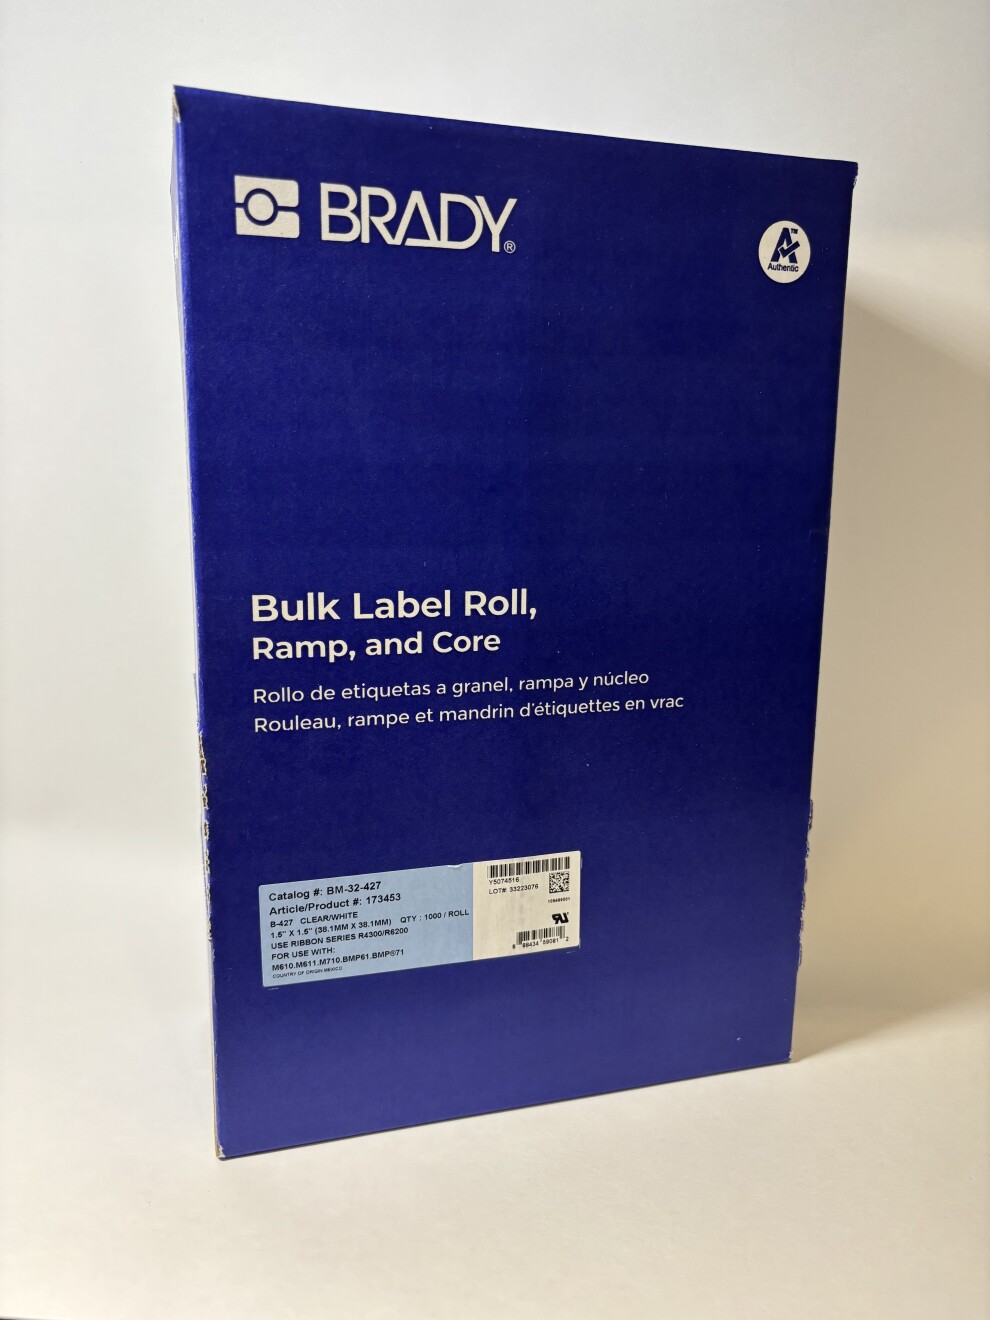 BRADY®
A™
Authentic
Bulk Label Roll,
Ramp, and Core
Rollo de etiquetas a granel, rampa y núcleo
Rouleau, rampe et mandrin d'étiquettes en vrac
Catalog #: BM-32-427
Article/Product #: 173453
B-427 CLEAR/WHITE
1.5" X 1.5" (38.1MM X 38.1MM) QTY : 1000 / ROLL
USE RIBBON SERIES R4300/R6200
FOR USE WITH:
M610.M611.M710.BMP61.BMP®71
COUNTRY OF ORIGIN MEXICO
Y5074516
LOT#: 33223076